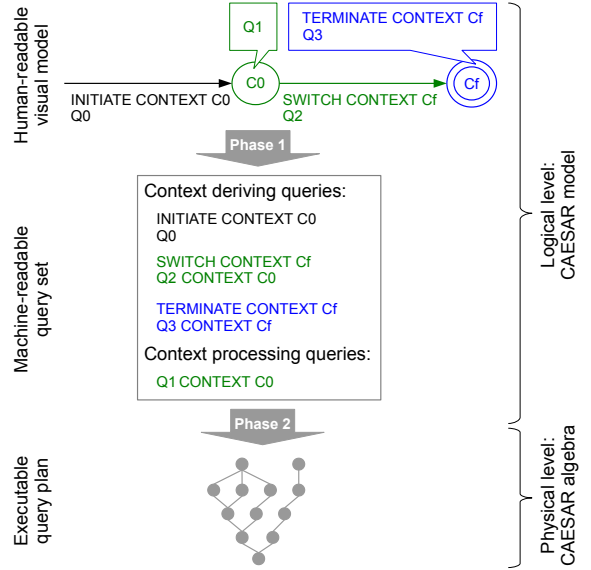 Human-readable
visual model
Q1
TERMINATE CONTEXT Cf
Q3
C0
Cf
INITIATE CONTEXT C0
Q0
SWITCH CONTEXT Cf
Q2
Phase 1
Machine-readable
query set
Context deriving queries:
INITIATE CONTEXT C0
Q0
SWITCH CONTEXT Cf
Q2 CONTEXT C0
TERMINATE CONTEXT Cf
Q3 CONTEXT Cf
Context processing queries:
Q1 CONTEXT C0
Logical level:
CAESAR model
Phase 2
Executable
query plan
Physical level:
CAESAR algebra